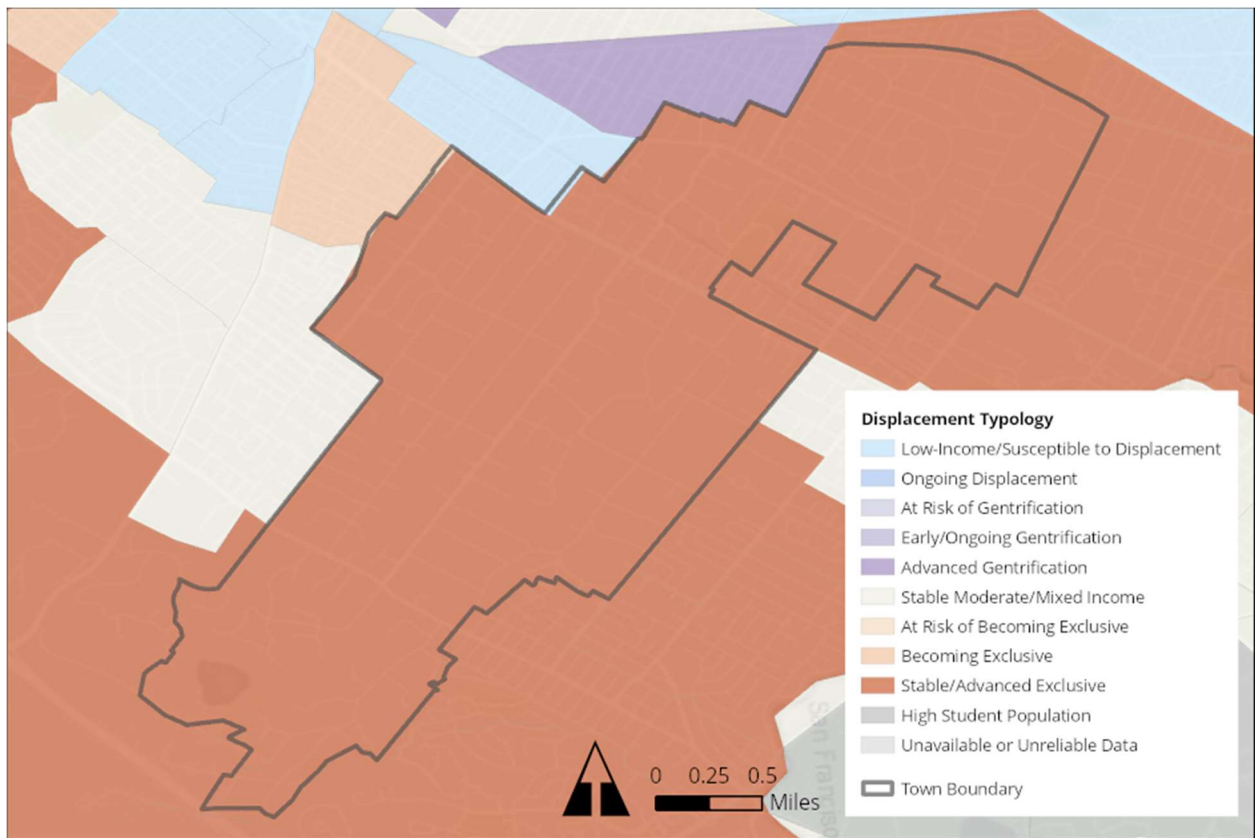 Displacement Typology
Low-Income/Susceptible to Displacement
Ongoing Displacement
At Risk of Gentrification
Early/Ongoing Gentrification
Advanced Gentrification
Stable Moderate/Mixed Income
At Risk of Becoming Exclusive
Becoming Exclusive
Stable/Advanced Exclusive
High Student Population
Unavailable or Unreliable Data
Town Boundary
0 0.25 0.5
Miles
San Francisc